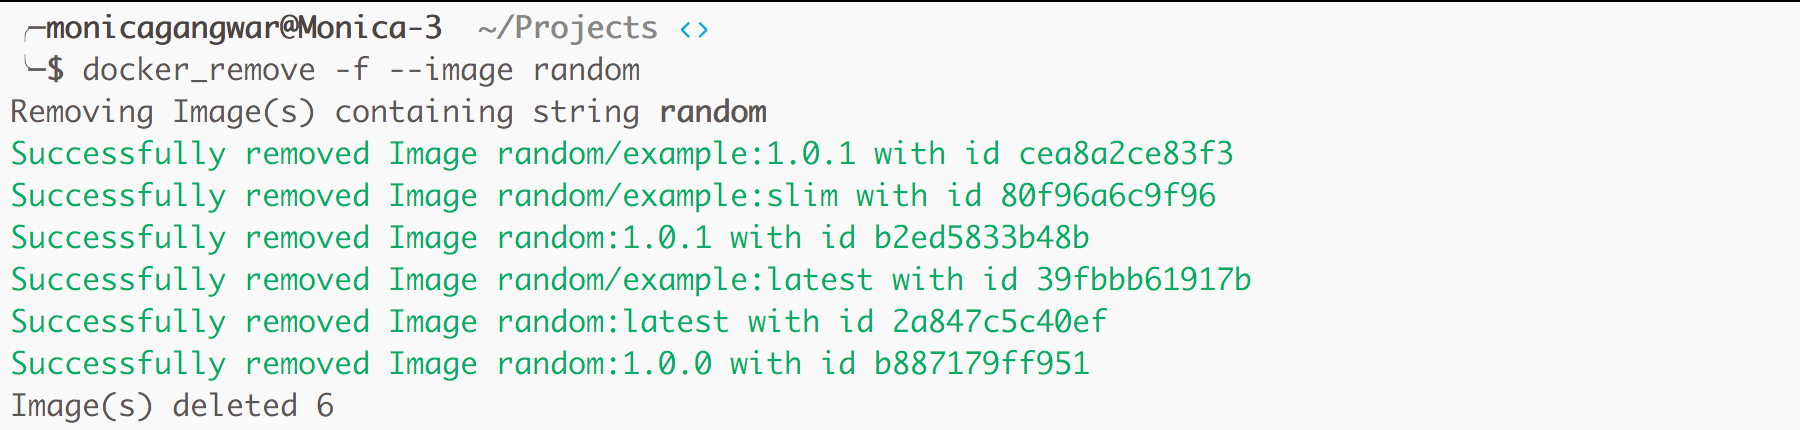 ╭─monicagangwar@Monica-3  ~/Projects ‹›
╰─$ docker_remove -f --image random
Removing Image(s) containing string random
Successfully removed Image random/example:1.0.1 with id cea8a2ce83f3
Successfully removed Image random/example:slim with id 80f96a6c9f96
Successfully removed Image random:1.0.1 with id b2ed5833b48b
Successfully removed Image random/example:latest with id 39fbbb61917b
Successfully removed Image random:latest with id 2a847c5c40ef
Successfully removed Image random:1.0.0 with id b887179ff951
Image(s) deleted 6